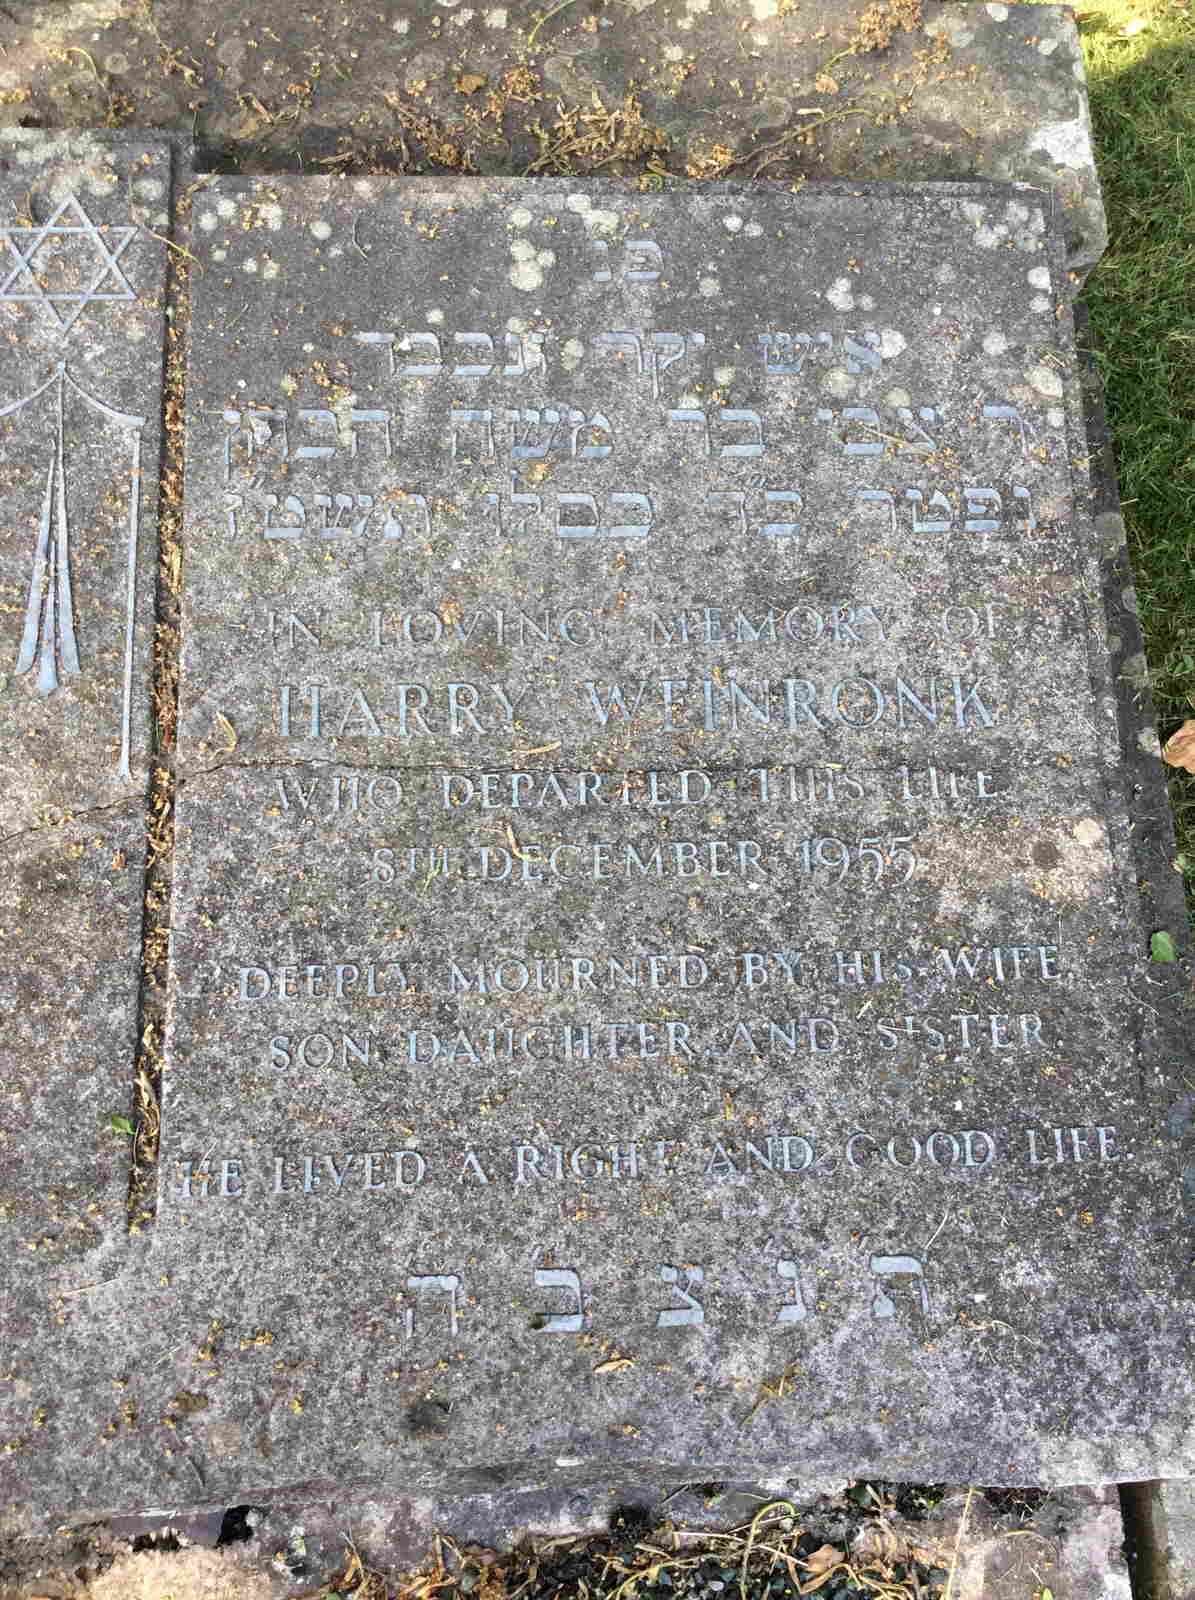 פנ
איש יקר ונכבד
ר צבי בר משה הכהן
נפטר כ״ד כסלו תשט״ז
IN LOVING MEMORY OF
HARRY WEINRONK
WHO DEPARTED THIS LIFE
8TH DECEMBER 1955
DEEPLY MOURNED BY HIS WIFE
SON DAUGHTER AND SISTER
HE LIVED A RIGHT AND GOOD LIFE.
ת׳ נ׳ צ׳ ב׳ ה